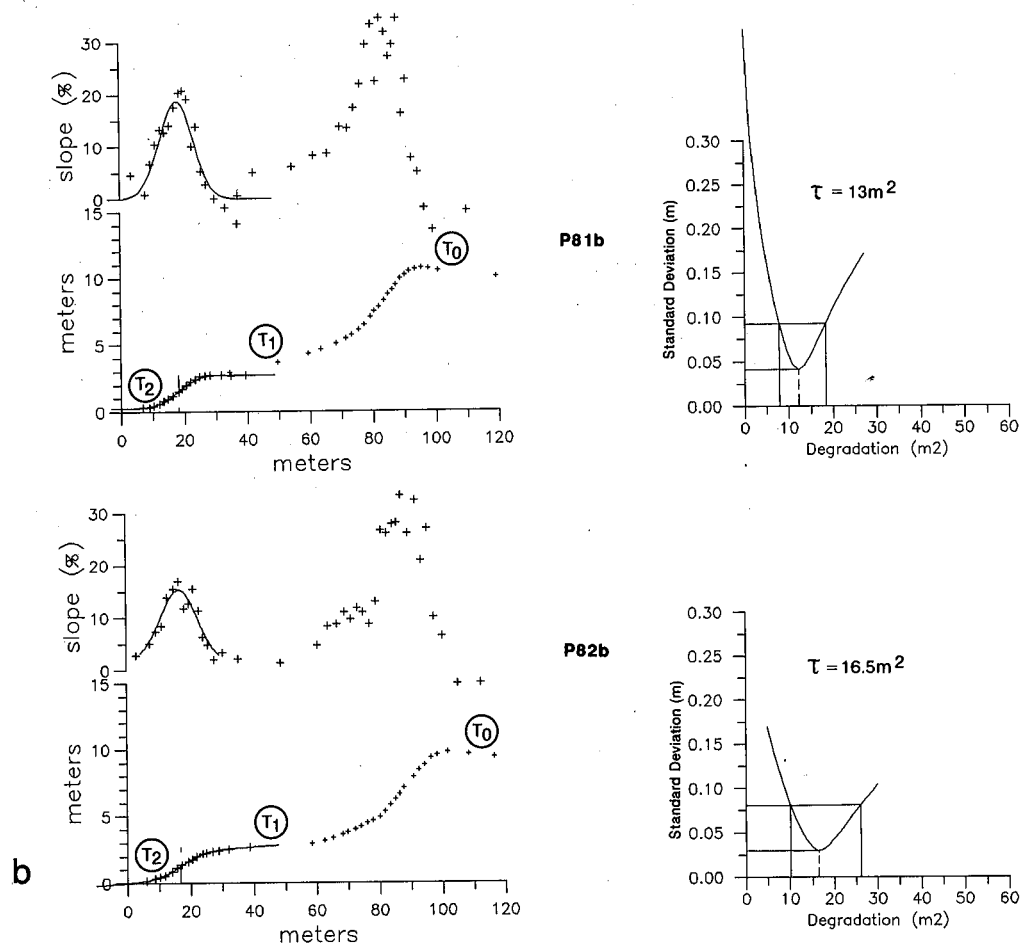 30
20
10
0
slope (%)
15
10
5
0
meters
T2
T1
T0
0 20 40 60 80 100 120
meters
P81b
0.30
0.25
0.20
0.15
0.10
0.05
0.00
Standard Deviation (m)
τ = 13m²
0 10 20 30 40 50 60
Degradation (m2)
30
20
10
0
slope (%)
15
10
5
0
meters
T2
T1
T0
0 20 40 60 80 100 120
meters
P82b
0.30
0.25
0.20
0.15
0.10
0.05
0.00
Standard Deviation (m)
τ = 16.5m²
0 10 20 30 40 50 60
Degradation (m2)
b